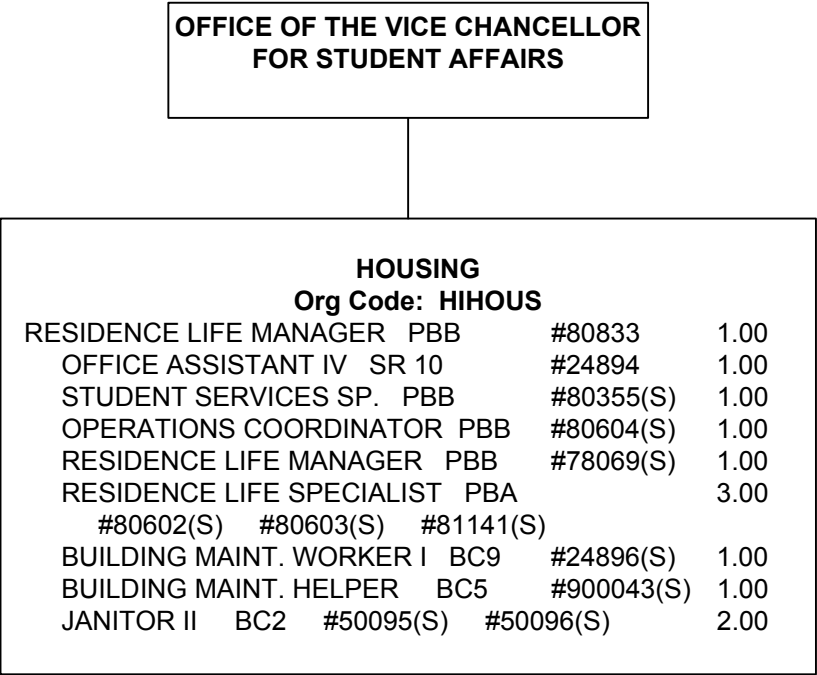 OFFICE OF THE VICE CHANCELLOR
FOR STUDENT AFFAIRS
HOUSING
Org Code: HIHOUS
RESIDENCE LIFE MANAGER PBB #80833 1.00
OFFICE ASSISTANT IV SR 10 #24894 1.00
STUDENT SERVICES SP. PBB #80355(S) 1.00
OPERATIONS COORDINATOR PBB #80604(S) 1.00
RESIDENCE LIFE MANAGER PBB #78069(S) 1.00
RESIDENCE LIFE SPECIALIST PBA 3.00
#80602(S) #80603(S) #81141(S)
BUILDING MAINT. WORKER I BC9 #24896(S) 1.00
BUILDING MAINT. HELPER BC5 #900043(S) 1.00
JANITOR II BC2 #50095(S) #50096(S) 2.00